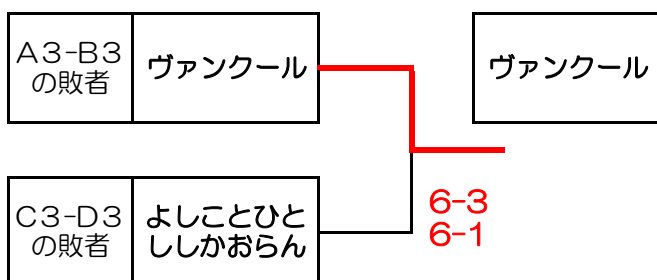 A3-B3
の敗者
ヴァンクール
ヴァンクール
C3-D3
の敗者
よしことひと
ししかおらん
6-3
6-1